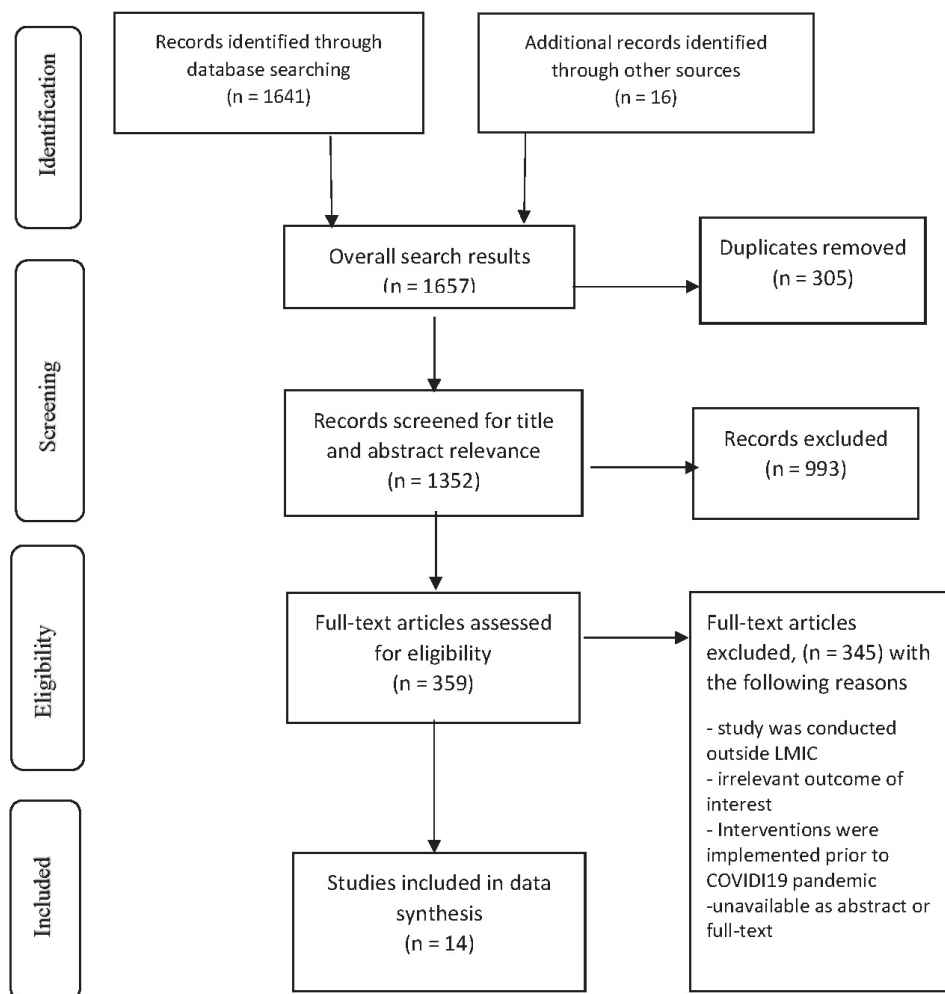 Identification
Records identified through
database searching
(n = 1641)
Additional records identified
through other sources
(n = 16)
Overall search results
(n = 1657)
Duplicates removed
(n = 305)
Screening
Records screened for title
and abstract relevance
(n = 1352)
Records excluded
(n = 993)
Eligibility
Full-text articles assessed
for eligibility
(n = 359)
Full-text articles
excluded, (n = 345) with
the following reasons
- study was conducted
outside LMIC
- irrelevant outcome of
interest
- Interventions were
implemented prior to
COVIDI19 pandemic
-unavailable as abstract or
full-text
Included
Studies included in data
synthesis
(n = 14)